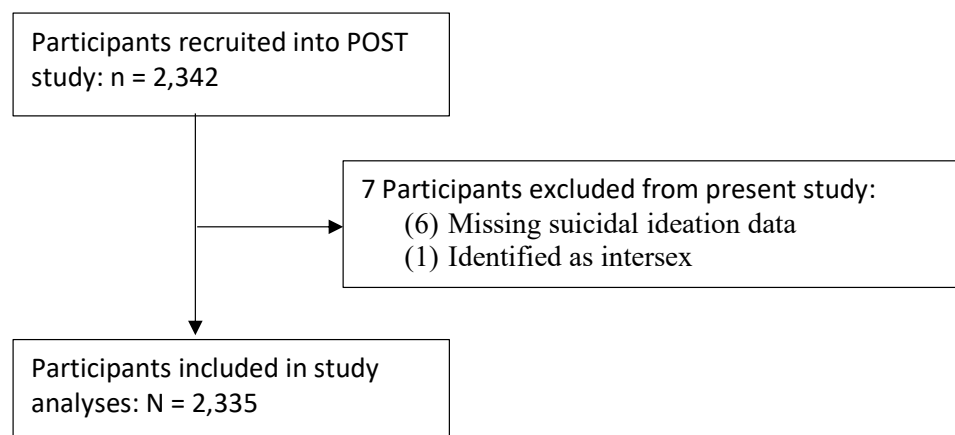 Participants recruited into POST
study: n = 2,342
7 Participants excluded from present study:
(6) Missing suicidal ideation data
(1) Identified as intersex
Participants included in study
analyses: N = 2,335